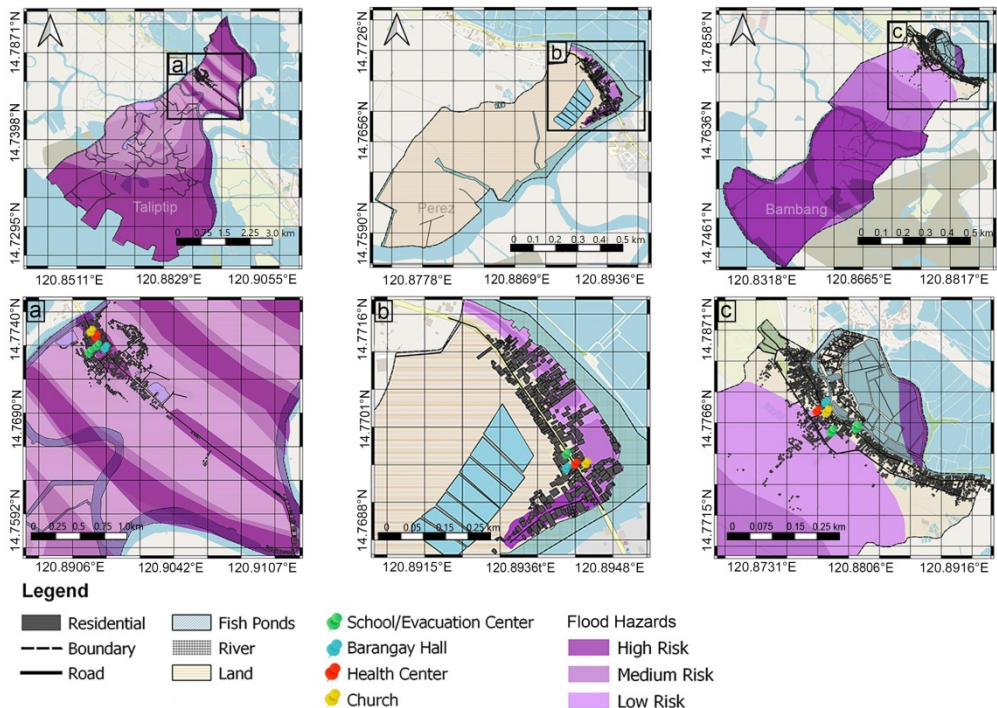 a
b
c
14.7871°N
14.7398°N
14.7295°N
Taliptip
0 0.75 1.5 2.25 3.0 km
120.8511°E 120.8829°E 120.9055°E
14.7726°N
14.7656°N
14.7590°N
Perez
0 0.1 0.2 0.3 0.4 0.5 km
120.8778°E 120.8869°E 120.8936°E
14.7858°N
14.7636°N
14.7461°N
Bambang
0 0.1 0.2 0.3 0.4 0.5 km
120.8318°E 120.8665°E 120.8817°E
a
14.7740°N
14.7690°N
14.7592°N
0 0.25 0.5 0.75 1.0km
120.8906°E 120.9042°E 120.9107°E
b
14.7716°N
14.7701°N
14.7688°N
0 0.05 0.15 0.20 0.25 km
120.8915°E 120.8936°E 120.8948°E
c
14.7871°N
14.7766°N
14.7715°N
0 0.075 0.15 0.25 km
120.8731°E 120.8806°E 120.8916°E
Legend
Residential
Boundary
Road
Fish Ponds
River
Land
School/Evacuation Center
Barangay Hall
Health Center
Church
Flood Hazards
High Risk
Medium Risk
Low Risk